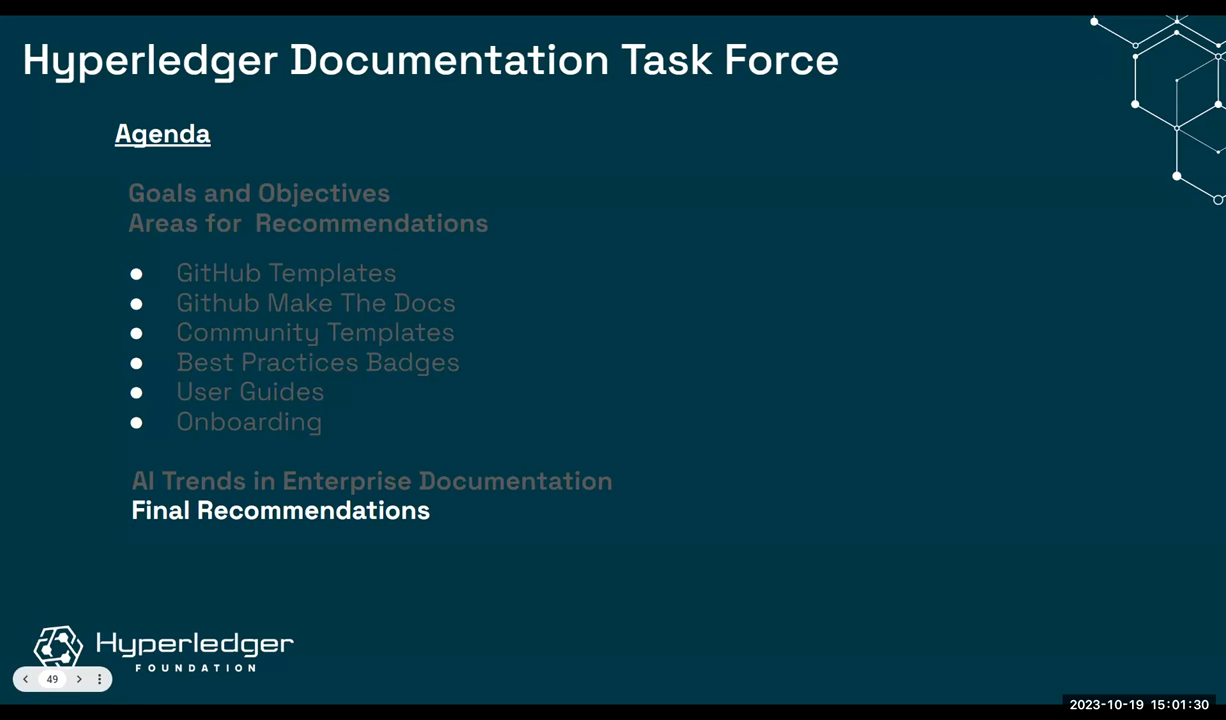 Hyperledger Documentation Task Force
Agenda
Goals and Objectives
Areas for Recommendations
● GitHub Templates
● Github Make The Docs
● Community Templates
● Best Practices Badges
● User Guides
● Onboarding
AI Trends in Enterprise Documentation
Final Recommendations
Hyperledger
FOUNDATION
49
2023-10-19 15:01:30